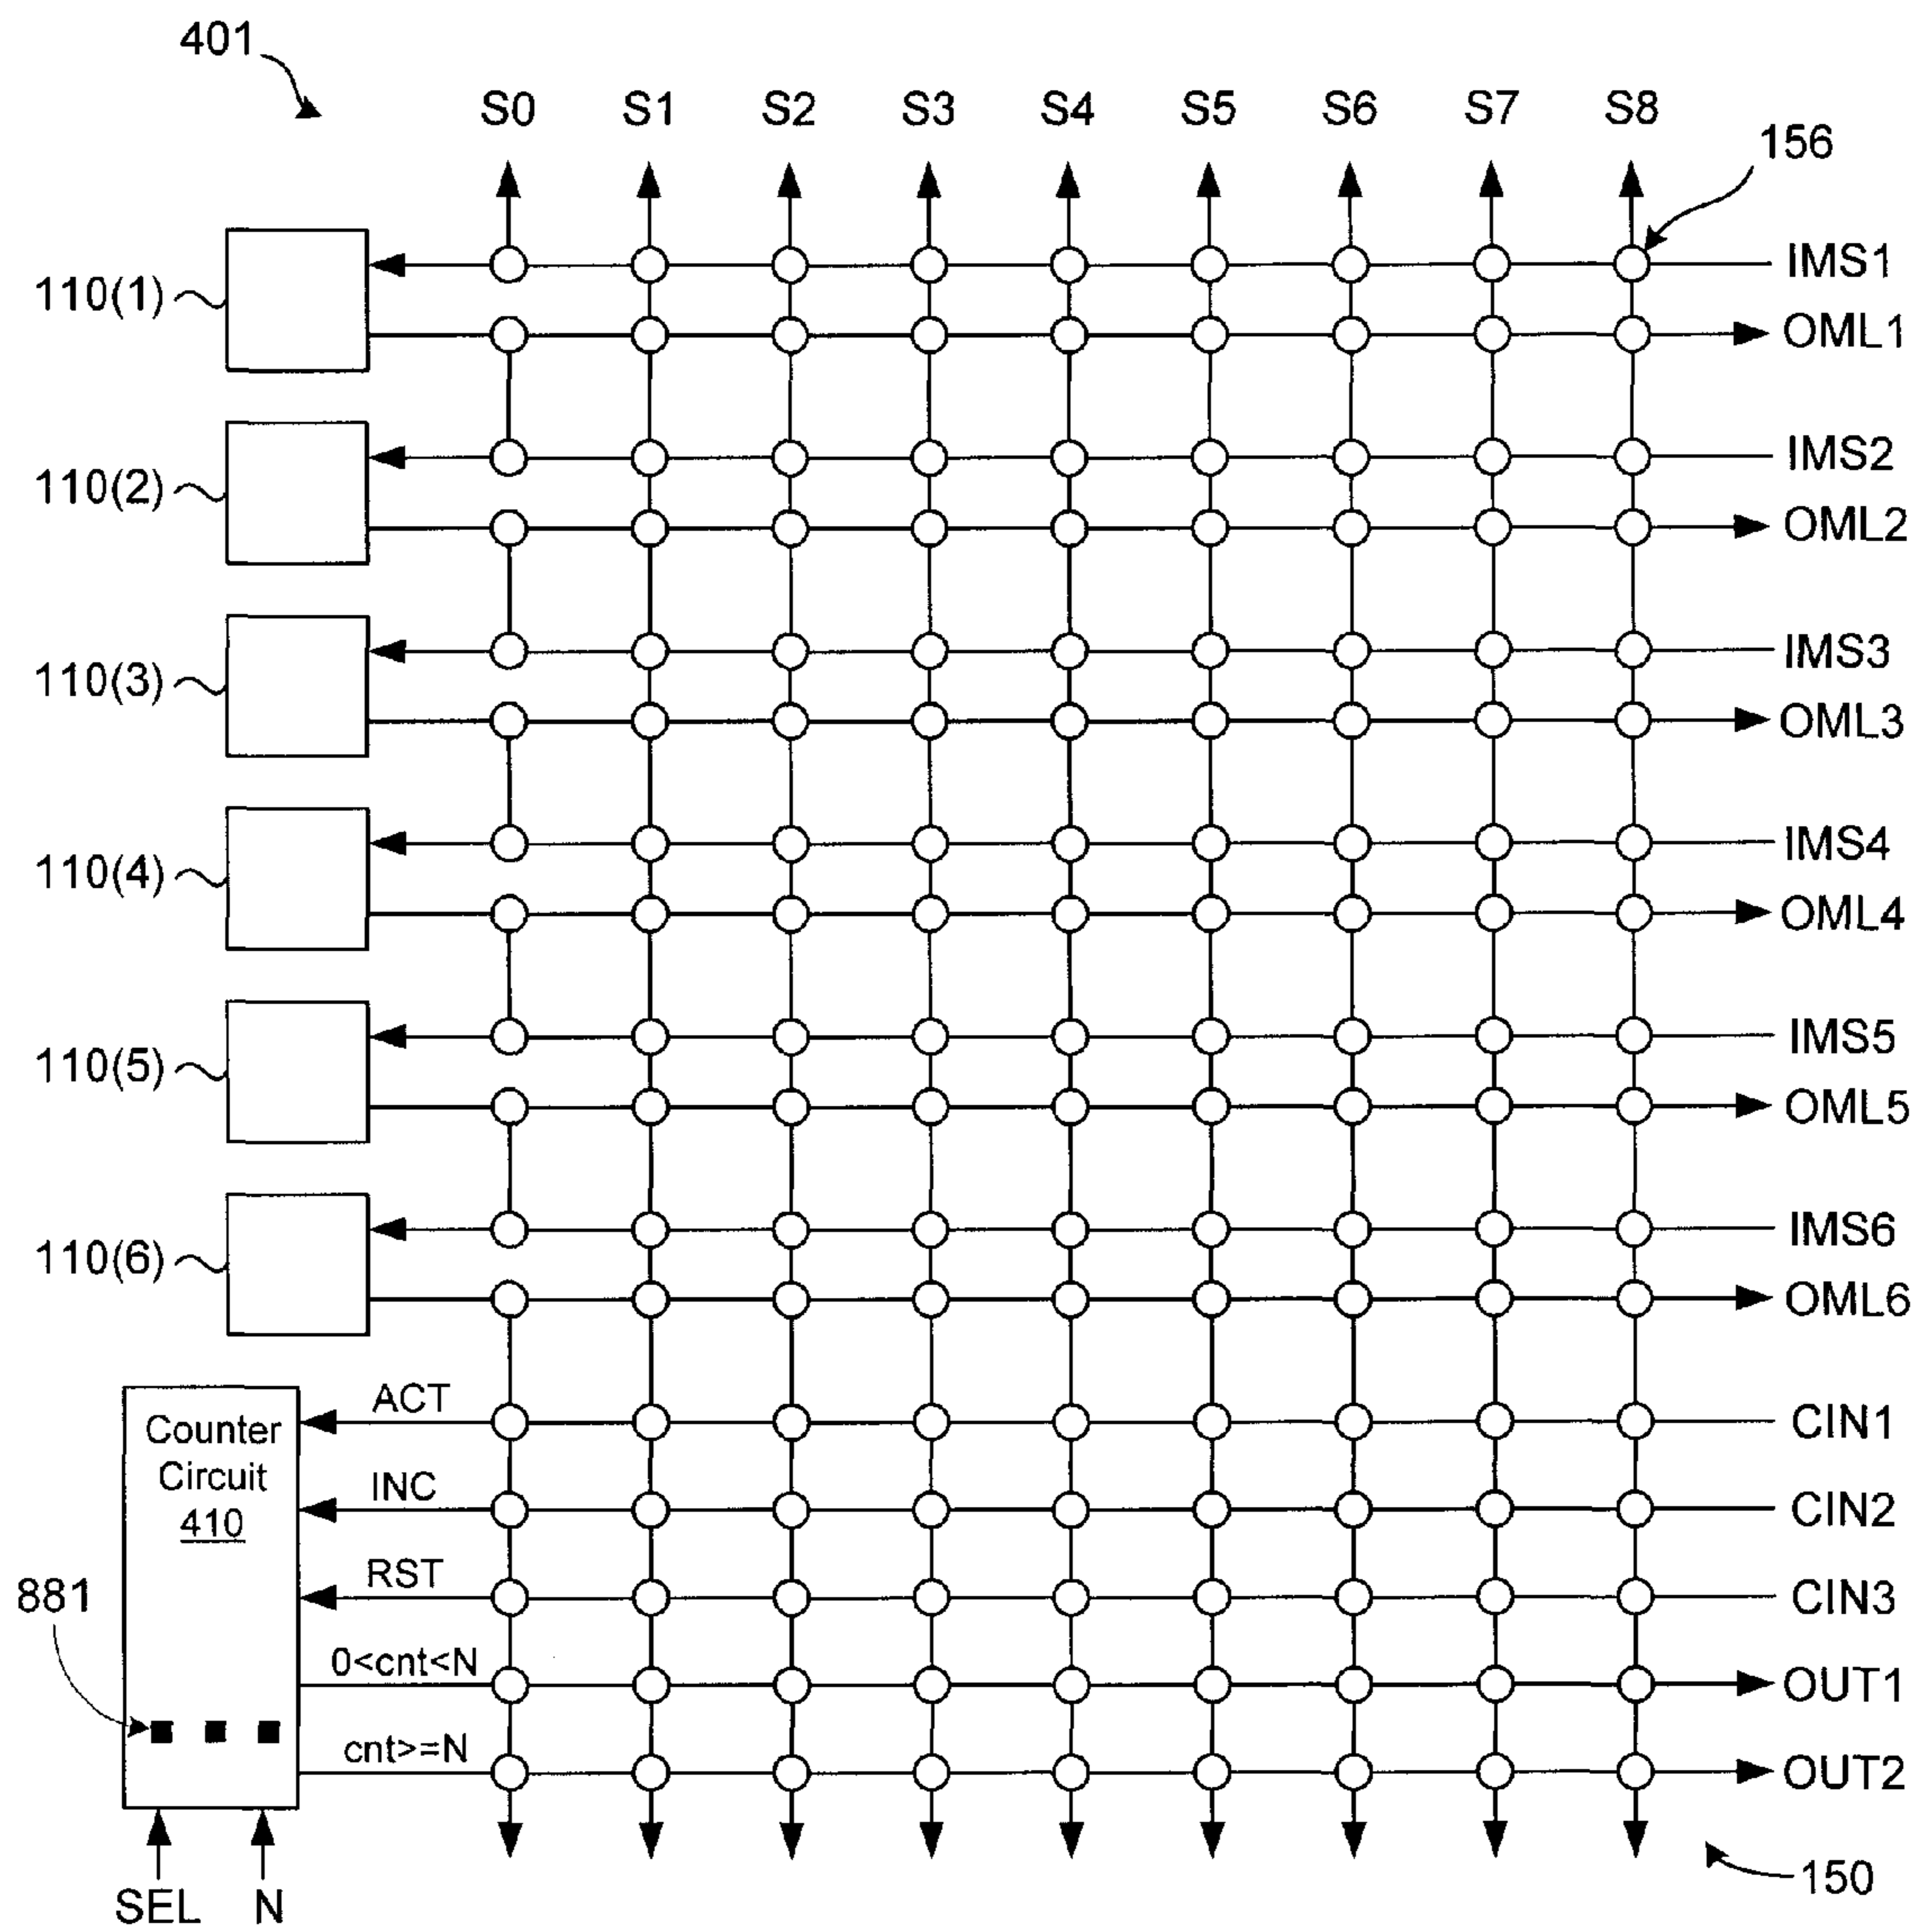 401
S0 S1 S2 S3 S4 S5 S6 S7 S8
156
IMS1
110(1)
OML1
IMS2
110(2)
OML2
IMS3
110(3)
OML3
IMS4
110(4)
OML4
IMS5
110(5)
OML5
IMS6
110(6)
OML6
ACT
CIN1
Counter
Circuit
410
INC
CIN2
RST
CIN3
881
0<cnt<N
OUT1
cnt>=N
OUT2
SEL N
150